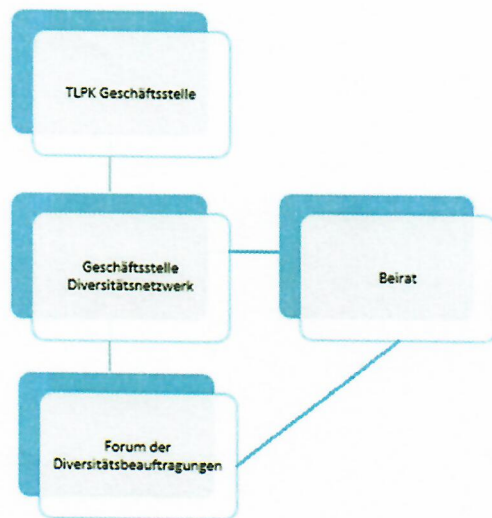 TLPK Geschäftsstelle
Geschäftsstelle
Diversitätsnetzwerk
Beirat
Forum der
Diversitätsbeauftragungen